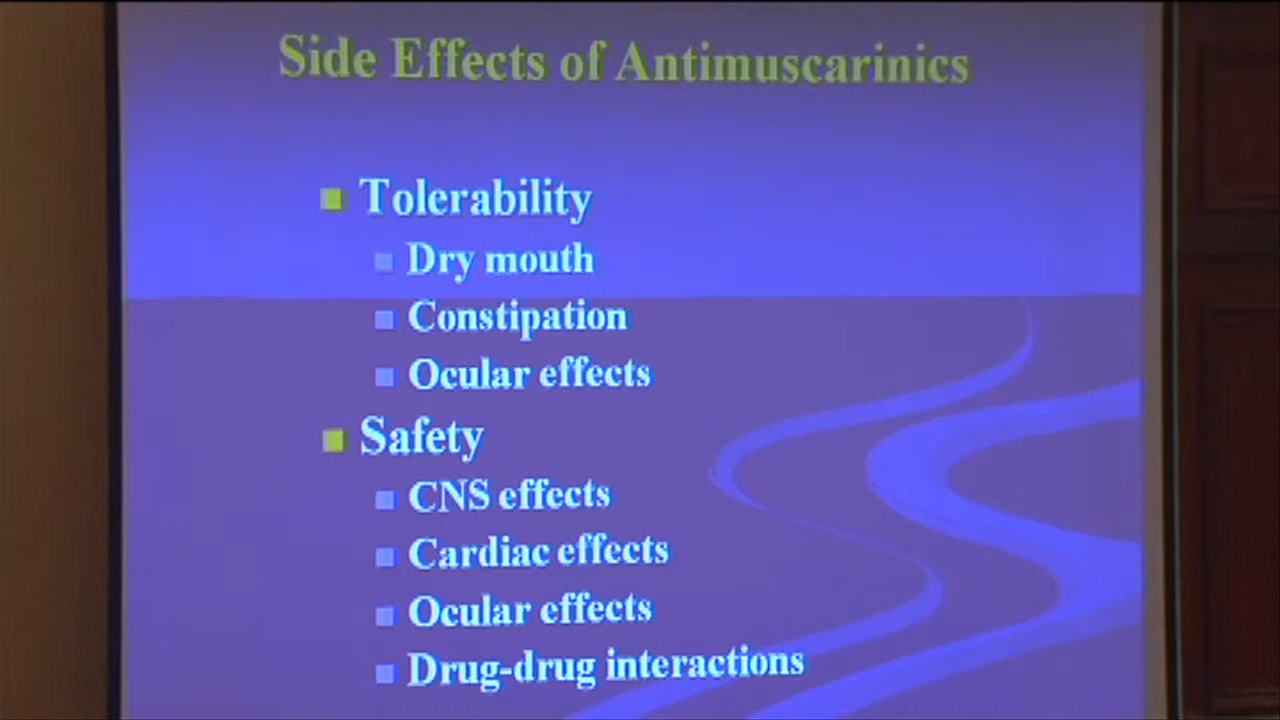 Side Effects of Antimuscarinics
Tolerability
Dry mouth
Constipation
Ocular effects
Safety
CNS effects
Cardiac effects
Ocular effects
Drug-drug interactions